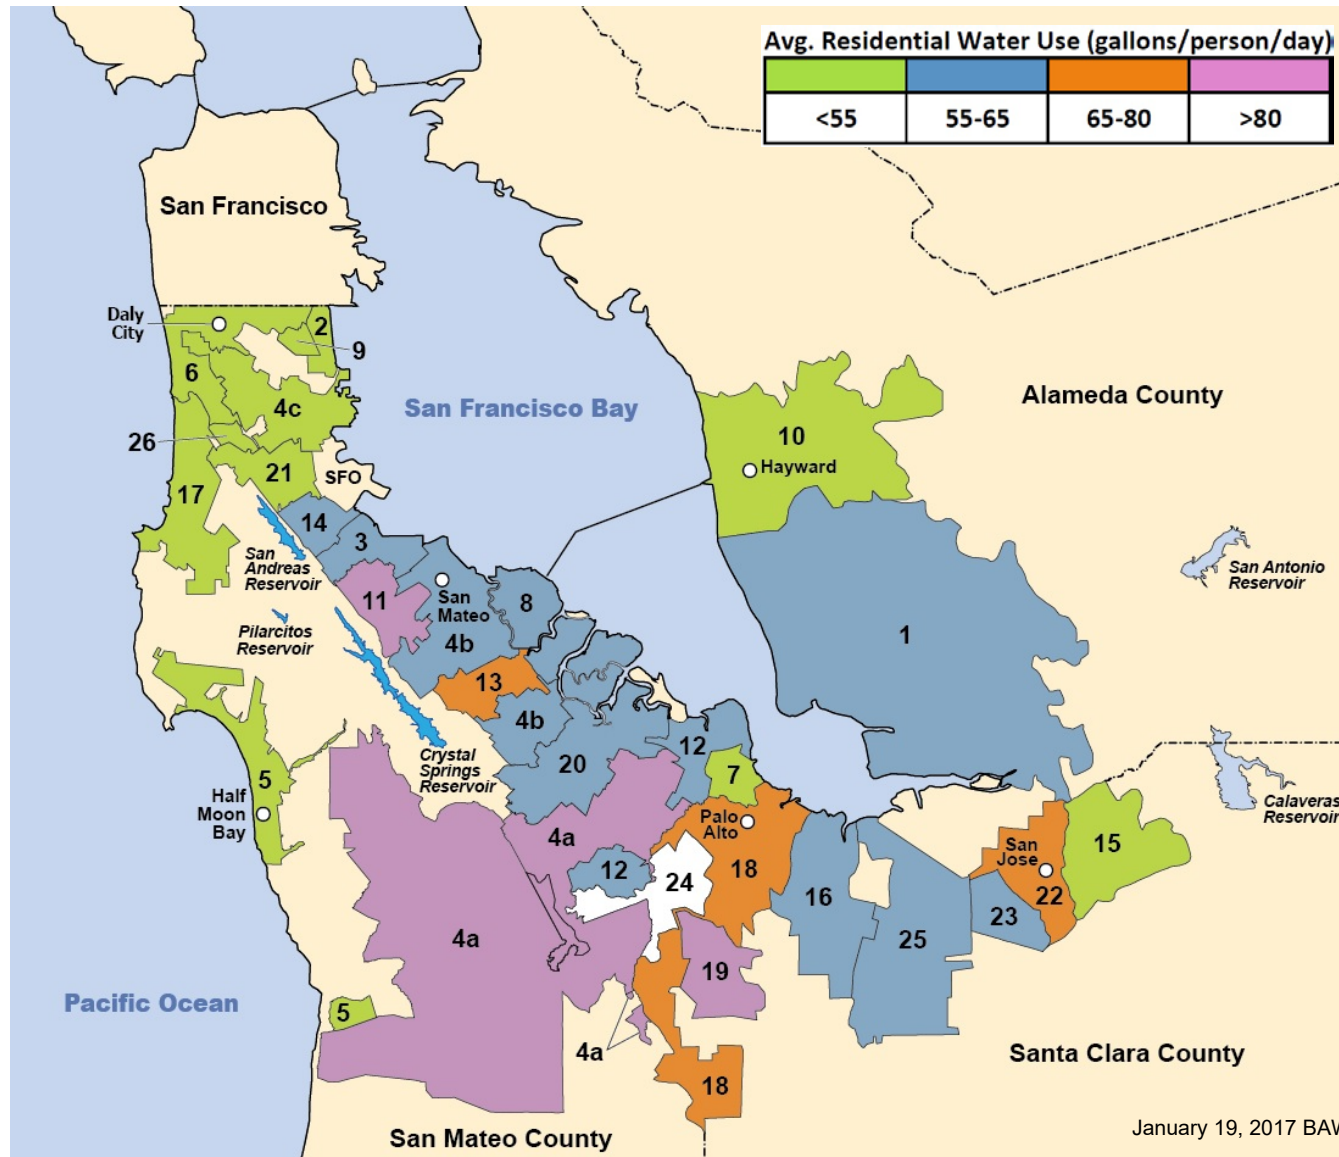 Avg. Residential Water Use (gallons/person/day)
<55 55-65 65-80 >80
San Francisco
Daly
City
2
9
6
4c
26
21
SFO
17
San Francisco Bay
Alameda County
10
Hayward
14
3
San
Andreas
Reservoir
11
San
Mateo
8
San Antonio
Reservoir
Pilarcitos
Reservoir
4b
1
13
4b
12
20
7
Crystal
Springs
Reservoir
5
Half
Moon
Bay
Calaveras
Reservoir
4a
Palo
Alto
San
Jose
15
12
24
18
22
16
23
25
4a
19
Pacific Ocean
5
4a
18
Santa Clara County
San Mateo County
January 19, 2017 BAW